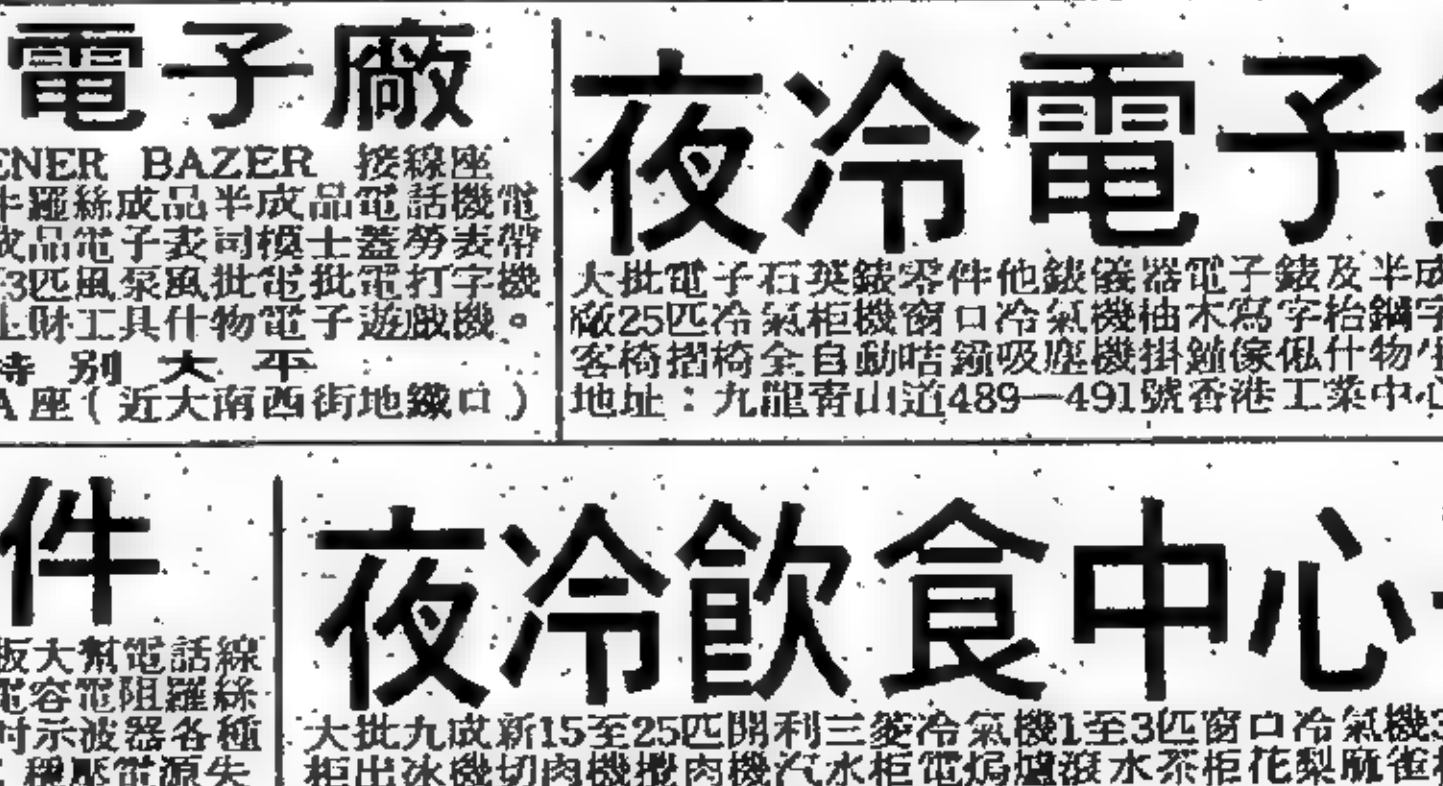 電子廠
ENER BAZER 接線座
羅絲成品半成品電話機電
成品電子表司模士蓋勞表帶
3匹風泵風批電批電打字機
財工具什物電子遊戲機。
特別大平
A座(近大南西街地鐵口)
夜冷電子
大批電子石英錶零件他錶儀器電子錶及半成
廠25匹冷氣柜機窗口冷氣機柚木寫字枱鋼字
客椅摺椅全自動咭鐘吸塵機掛鐘傢俬什物
地址:九龍青山道489—491號香港工業中心
件
板大幫電話線
電容電阻羅絲
示波器各種
穩壓電源失
夜冷飲食中心
大批九成新15至25匹開利三菱冷氣機1至3匹窗口冷氣機3
柜出冰機切肉機攪肉機汽水柜電焗爐滾水茶柜花梨麻雀